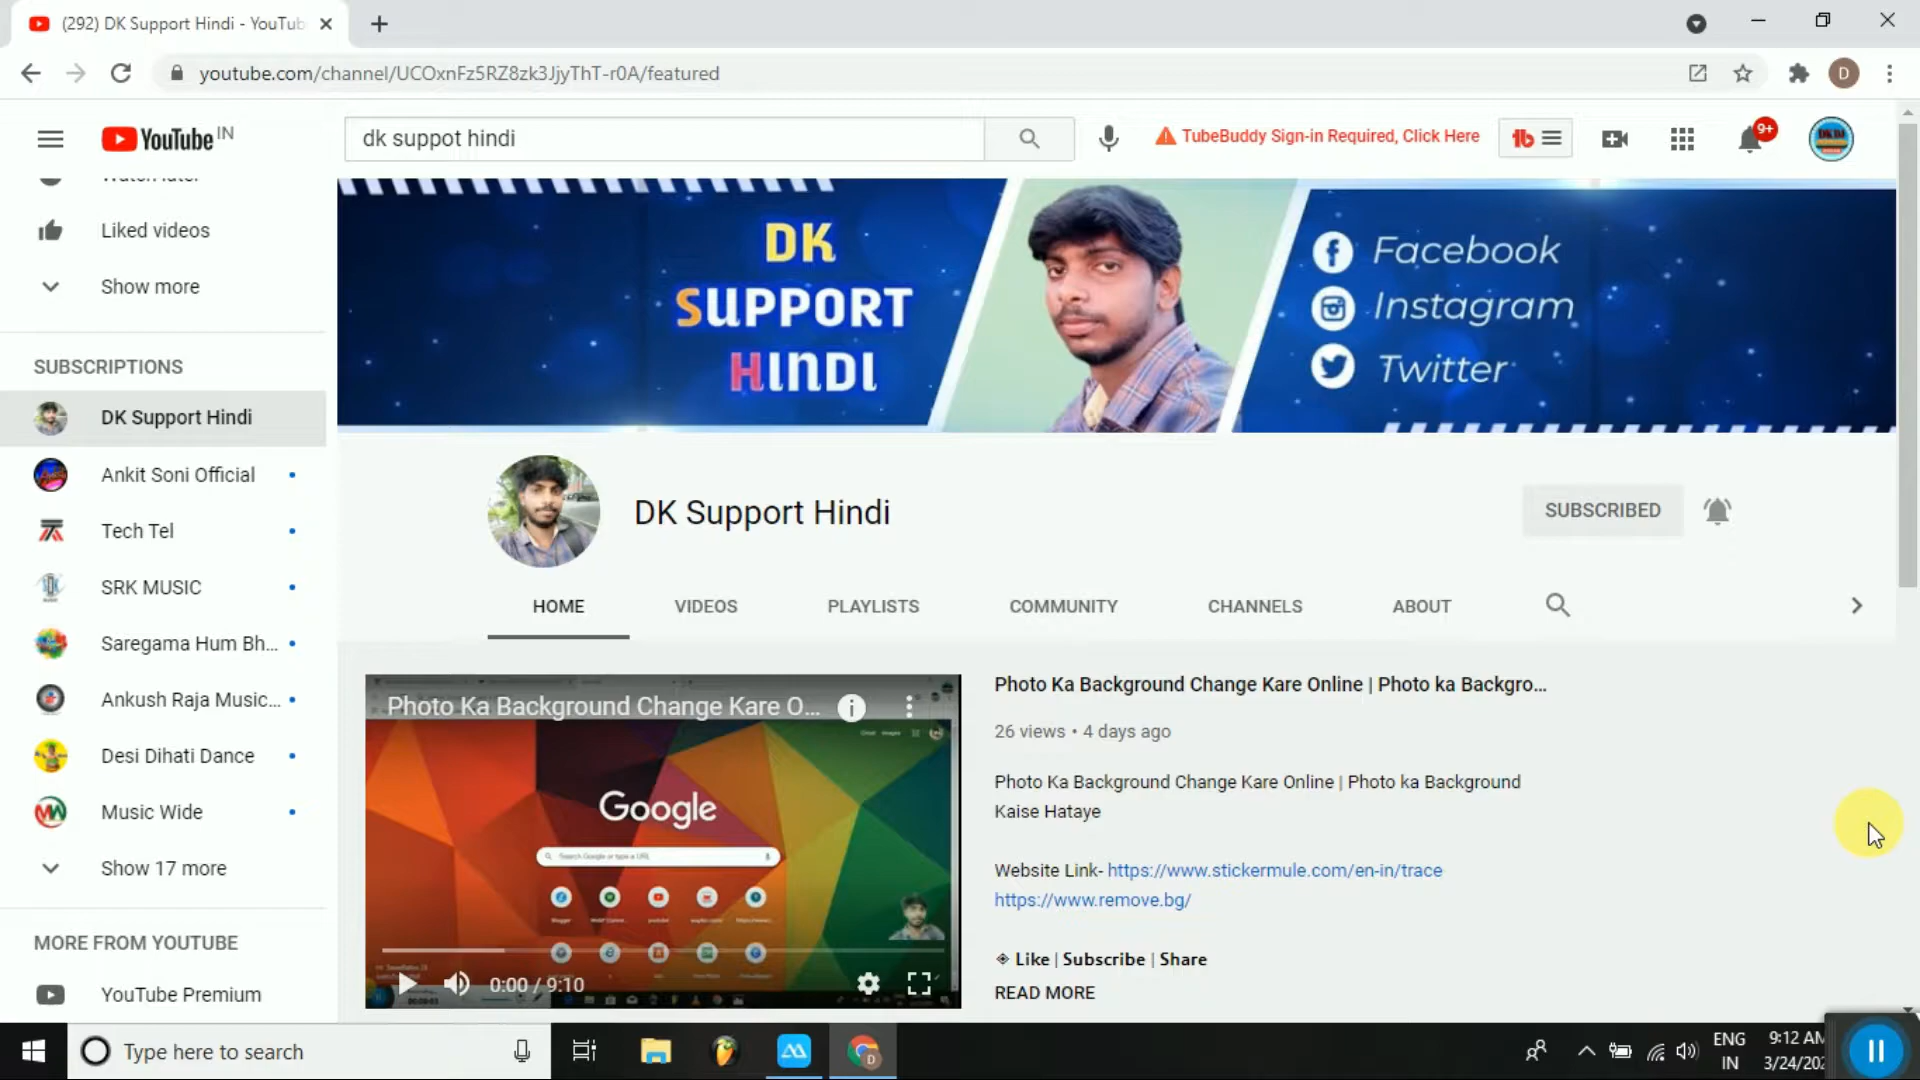 (292) DK Support Hindi - YouTub
youtube.com/channel/UCOxnFz5RZ8zk3JjyThT-r0A/featured
D
YouTube IN
dk suppot hindi
TubeBuddy Sign-in Required, Click Here
9+
Liked videos
Show more
SUBSCRIPTIONS
DK Support Hindi
Ankit Soni Official
Tech Tel
SRK MUSIC
Saregama Hum Bh...
Ankush Raja Music...
Desi Dihati Dance
Music Wide
Show 17 more
MORE FROM YOUTUBE
YouTube Premium
DK
SUPPORT
HINDI
Facebook
Instagram
Twitter
DK Support Hindi
SUBSCRIBED
HOME
VIDEOS
PLAYLISTS
COMMUNITY
CHANNELS
ABOUT
Photo Ka Background Change Kare O...
Google
Search Google or type a URL
0:00 / 9:10
Photo Ka Background Change Kare Online | Photo ka Backgro...
26 views • 4 days ago
Photo Ka Background Change Kare Online | Photo ka Background
Kaise Hataye
Website Link- https://www.stickermule.com/en-in/trace
https://www.remove.bg/
Like | Subscribe | Share
READ MORE
Type here to search
ENG
IN
9:12 AM
3/24/202